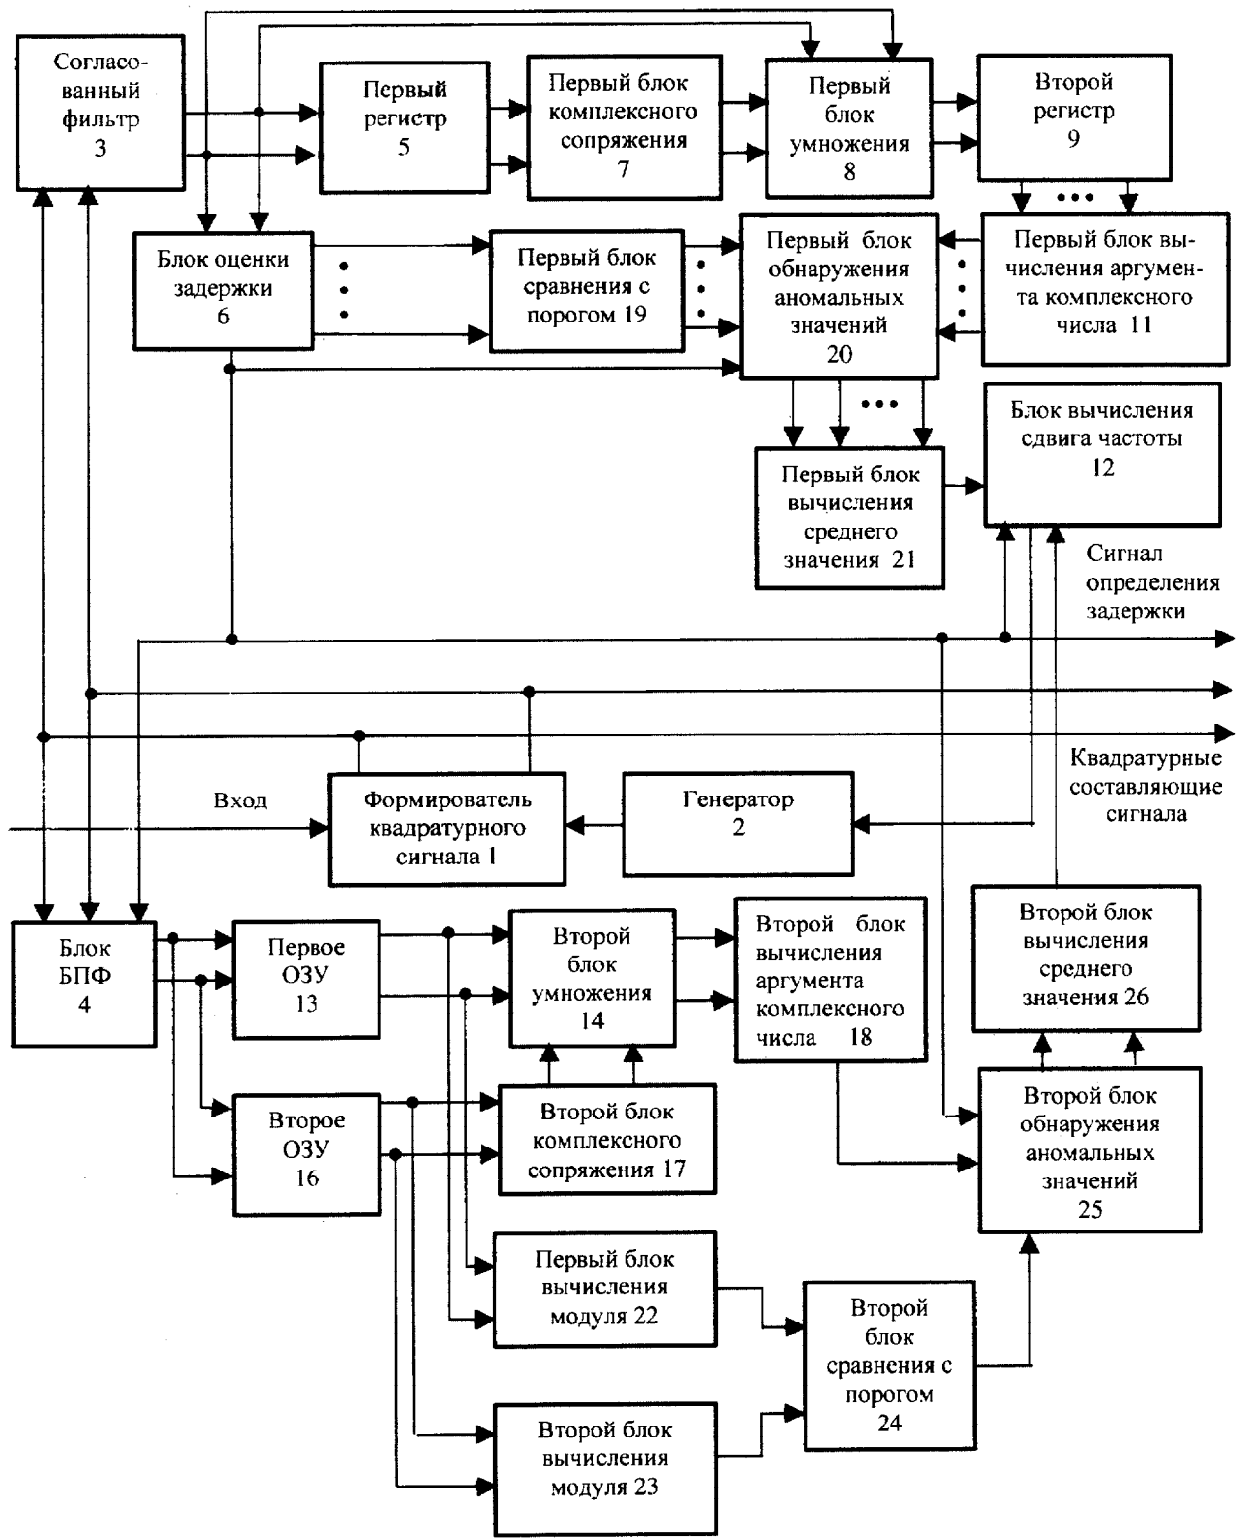 Согласо-
ванный
фильтр
3
Первый
регистр
5
Первый блок
комплексного
сопряжения
7
Первый
блок
умножения
8
Второй
регистр
9
Блок оценки
задержки
6
Первый блок
сравнения с
порогом 19
Первый блок
обнаружения
аномальных
значений
20
Первый блок вы-
числения аргумен-
та комплексного
числа 11
Первый блок
вычисления
среднего
значения 21
Блок вычисления
сдвига частоты
12
Сигнал
определения
задержки
Вход
Формирователь
квадратурного
сигнала 1
Генератор
2
Квадратурные
составляющие
сигнала
Блок
БПФ
4
Первое
ОЗУ
13
Второй
блок
умножения
14
Второй блок
вычисления
аргумента
комплексного
числа 18
Второй блок
вычисления
среднего
значения 26
Второе
ОЗУ
16
Второй блок
комплексного
сопряжения 17
Второй блок
обнаружения
аномальных
значений
25
Первый блок
вычисления
модуля 22
Второй
блок
сравнения с
порогом
24
Второй блок
вычисления
модуля 23